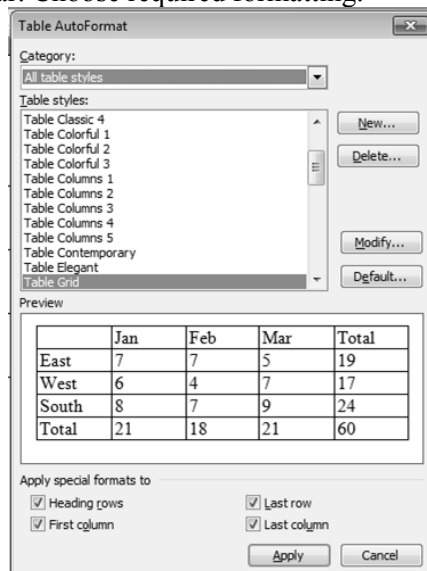 ar. Choose required formatting.
Table AutoFormat
Category:
All table styles
Table styles:
Table Classic 4
Table Colorful 1
Table Colorful 2
Table Colorful 3
Table Columns 1
Table Columns 2
Table Columns 3
Table Columns 4
Table Columns 5
Table Contemporary
Table Elegant
Table Grid
New...
Delete...
Modify...
Default...
Preview
Jan Feb Mar Total
East 7 7 5 19
West 6 4 7 17
South 8 7 9 24
Total 21 18 21 60
Apply special formats to
Heading rows Last row
First column Last column
Apply Cancel